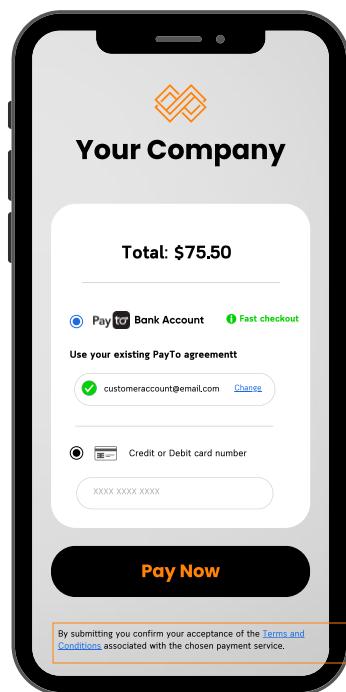 Your Company
Total: $75.50
Pay to Bank Account Fast checkout
Use your existing PayTo agreementt
customeraccount@email.com Change
Credit or Debit card number
XXXX XXXX XXXX
Pay Now
By submitting you confirm your acceptance of the Terms and
Conditions associated with the chosen payment service.